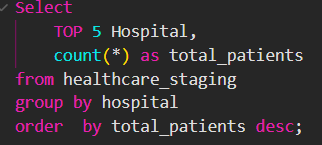 Select
TOP 5 Hospital,
count(*) as total_patients
from healthcare_staging
group by hospital
order  by total_patients desc;